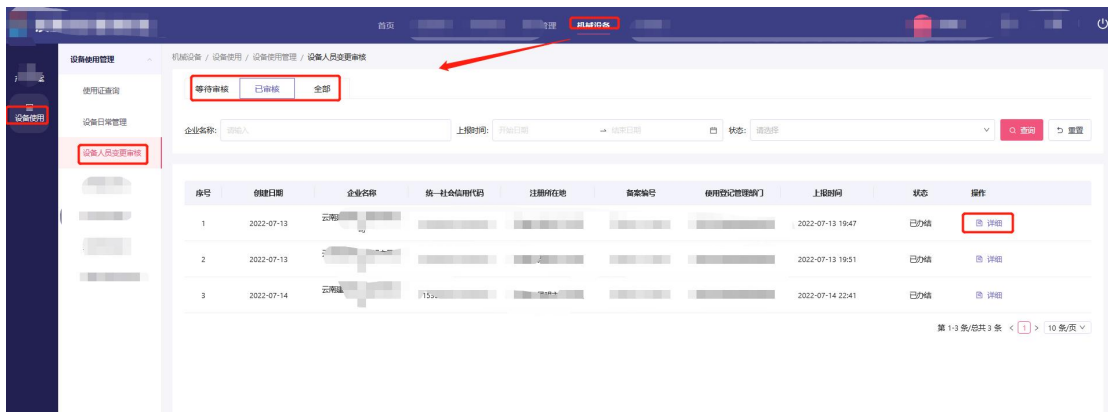 首页 管理 机械设备
设备使用
设备使用管理
使用证查询
设备日常管理
设备人员变更审核
机械设备 / 设备使用 / 设备使用管理 / 设备人员变更审核
等待审核 已审核 全部
企业名称: 请输入 上报时间: 开始日期 → 结束日期 状态: 请选择 查询 重置
序号 创建日期 企业名称 统一社会信用代码 注册所在地 备案编号 使用登记管理部门 上报时间 状态 操作
1 2022-07-13 云南 2022-07-13 19:47 已办结 详细
2 2022-07-13 2022-07-13 19:51 已办结 详细
3 2022-07-14 云南建 2022-07-14 22:41 已办结 详细
第 1-3 条/总共 3 条 < 1 > 10 条/页